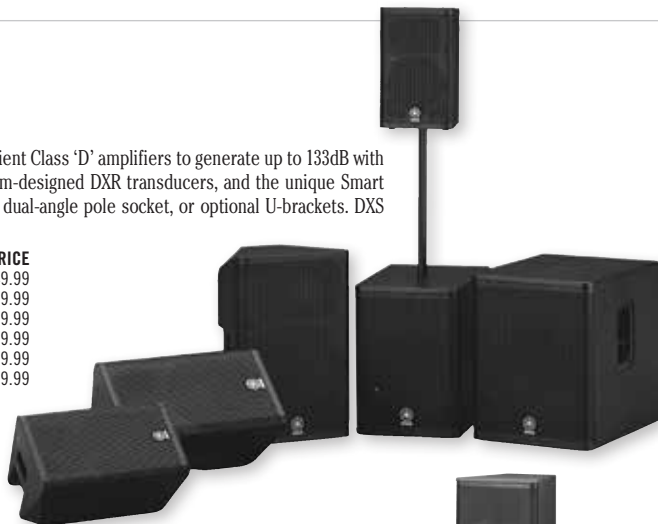 ient Class ‘D’ amplifiers to generate up to 133dB with
m-designed DXR transducers, and the unique Smart
dual-angle pole socket, or optional U-brackets. DXS
RICE
9.99
9.99
9.99
9.99
9.99
9.99